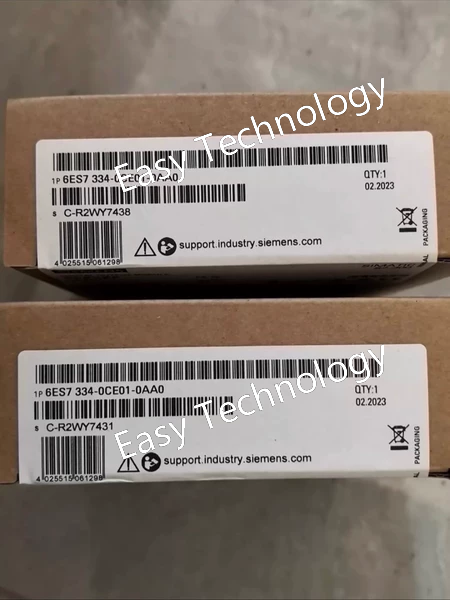 Easy Technology
1P 6ES7 334-0CE01-0AA0
QTY:1
02.2023
S C-R2WY7438
support.industry.siemens.com
4 025515 061298
PACKAGING
Easy Technology
1P 6ES7 334-0CE01-0AA0
QTY:1
02.2023
S C-R2WY7431
support.industry.siemens.com
4 025515 061298
PACKAGING